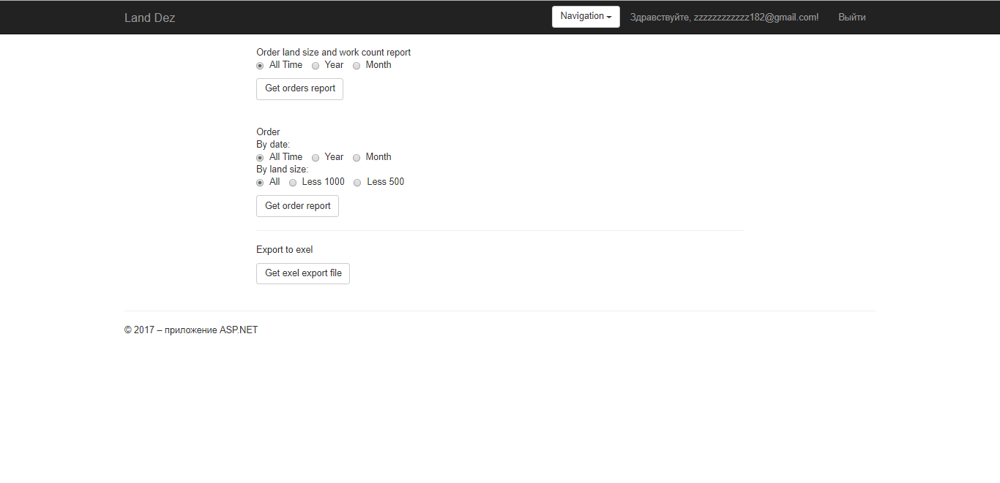 Land Dez Navigation Здравствуйте, zzzzzzzzzzzz182@gmail.com! Выйти
Order land size and work count report
All Time Year Month
Get orders report
Order
By date:
All Time Year Month
By land size:
All Less 1000 Less 500
Get order report
Export to exel
Get exel export file
© 2017 – приложение ASP.NET